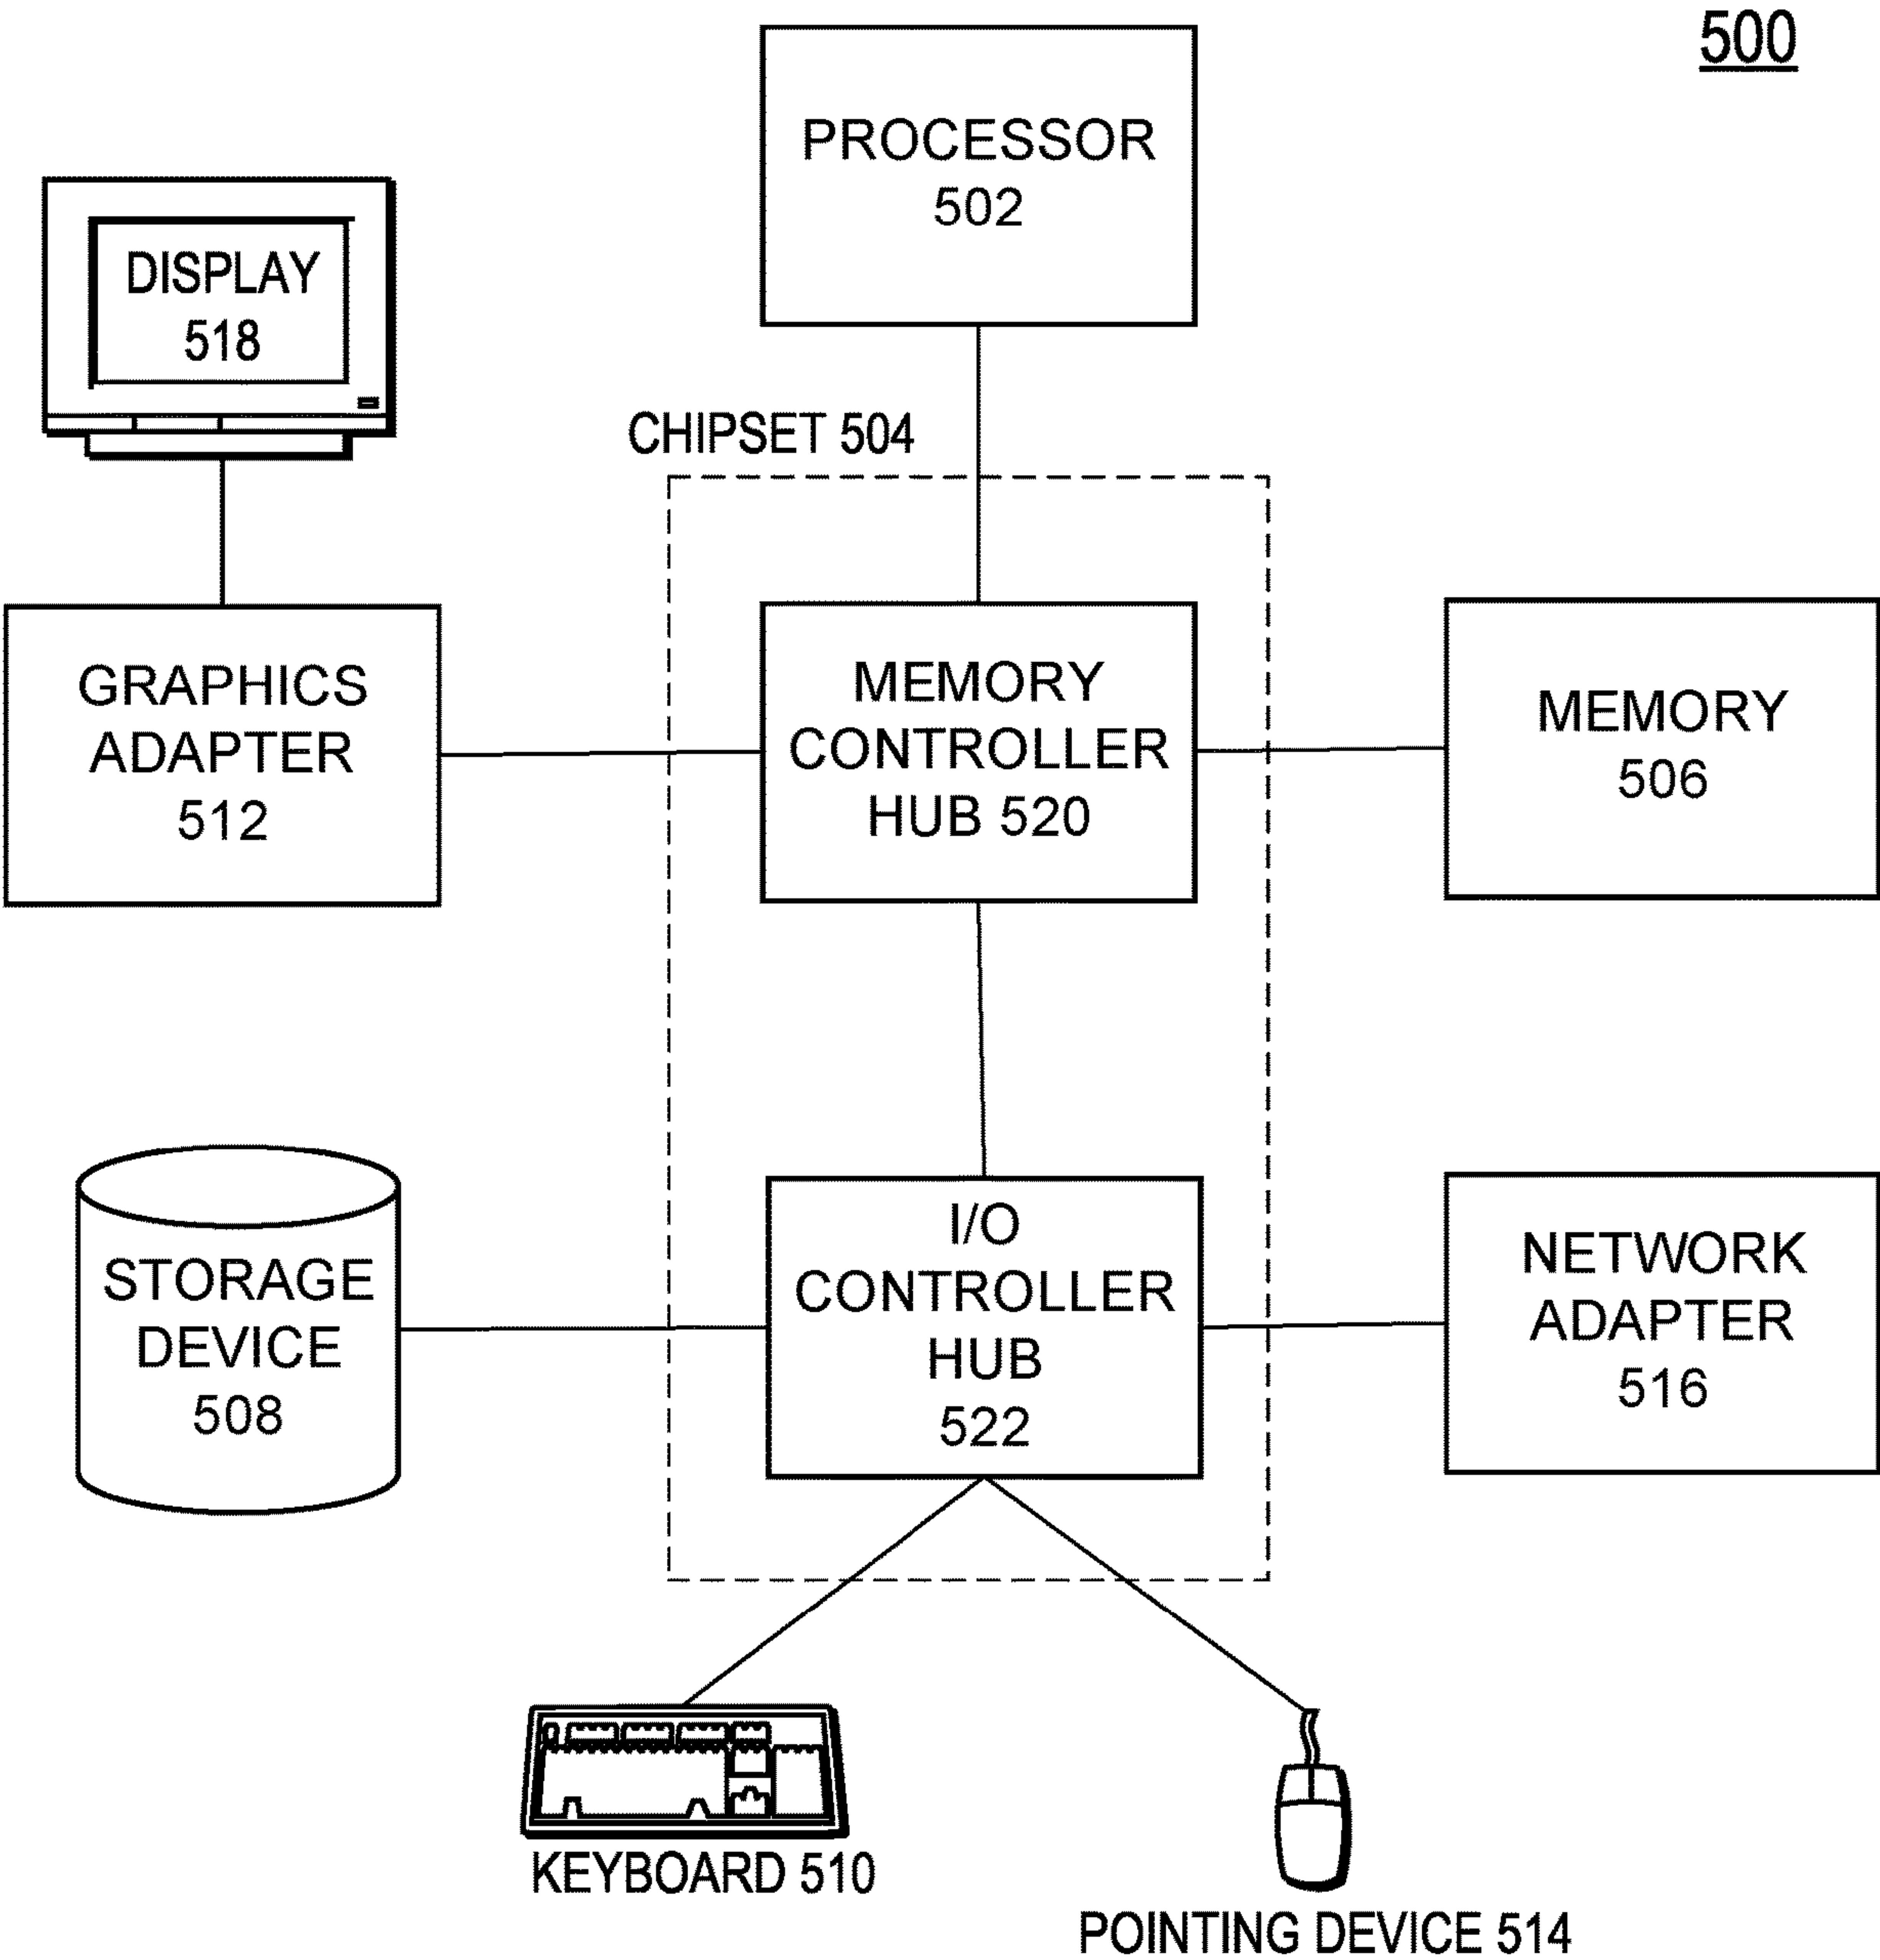 500
PROCESSOR
502
DISPLAY
518
CHIPSET 504
GRAPHICS
ADAPTER
512
MEMORY
CONTROLLER
HUB 520
MEMORY
506
STORAGE
DEVICE
508
I/O
CONTROLLER
HUB
522
NETWORK
ADAPTER
516
KEYBOARD 510
POINTING DEVICE 514